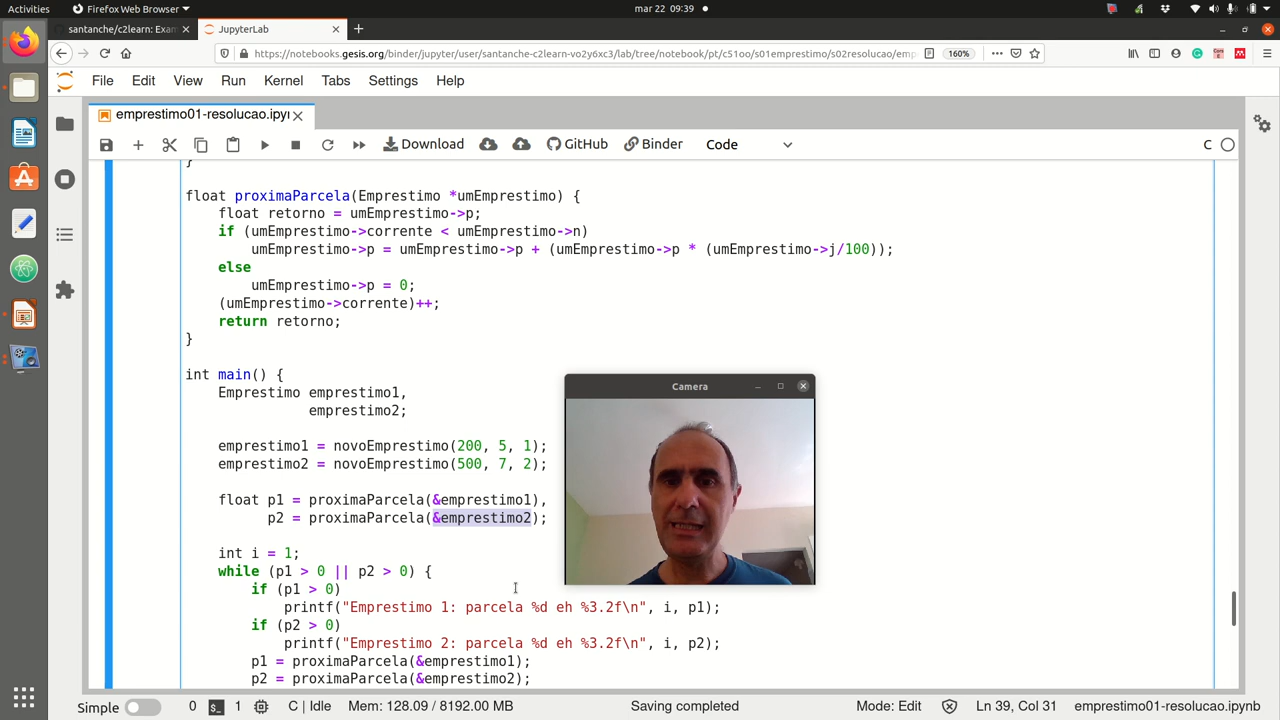 Activities Firefox Web Browser mar 22 09:39
santanche/c2learn: Exam JupyterLab
https://notebooks.gesis.org/binder/jupyter/user/santanche-c2learn-vo2y6xc3/lab/tree/notebook/pt/c51oo/s01emprestimo/s02resolucao/emp 160%
File Edit View Run Kernel Tabs Settings Help
emprestimo01-resolucao.ipyn
Download GitHub Binder Code C
}
float proximaParcela(Emprestimo *umEmprestimo) {
float retorno = umEmprestimo->p;
if (umEmprestimo->corrente < umEmprestimo->n)
umEmprestimo->p = umEmprestimo->p + (umEmprestimo->p * (umEmprestimo->j/100));
else
umEmprestimo->p = 0;
(umEmprestimo->corrente)++;
return retorno;
}
int main() {
Emprestimo emprestimo1,
emprestimo2;
emprestimo1 = novoEmprestimo(200, 5, 1);
emprestimo2 = novoEmprestimo(500, 7, 2);
float p1 = proximaParcela(&emprestimo1),
p2 = proximaParcela(&emprestimo2);
int i = 1;
while (p1 > 0 || p2 > 0) {
if (p1 > 0)
printf("Emprestimo 1: parcela %d eh %3.2f\n", i, p1);
if (p2 > 0)
printf("Emprestimo 2: parcela %d eh %3.2f\n", i, p2);
p1 = proximaParcela(&emprestimo1);
p2 = proximaParcela(&emprestimo2);
Camera
Simple 0 1 C | Idle Mem: 128.09 / 8192.00 MB Saving completed Mode: Edit Ln 39, Col 31 emprestimo01-resolucao.ipynb